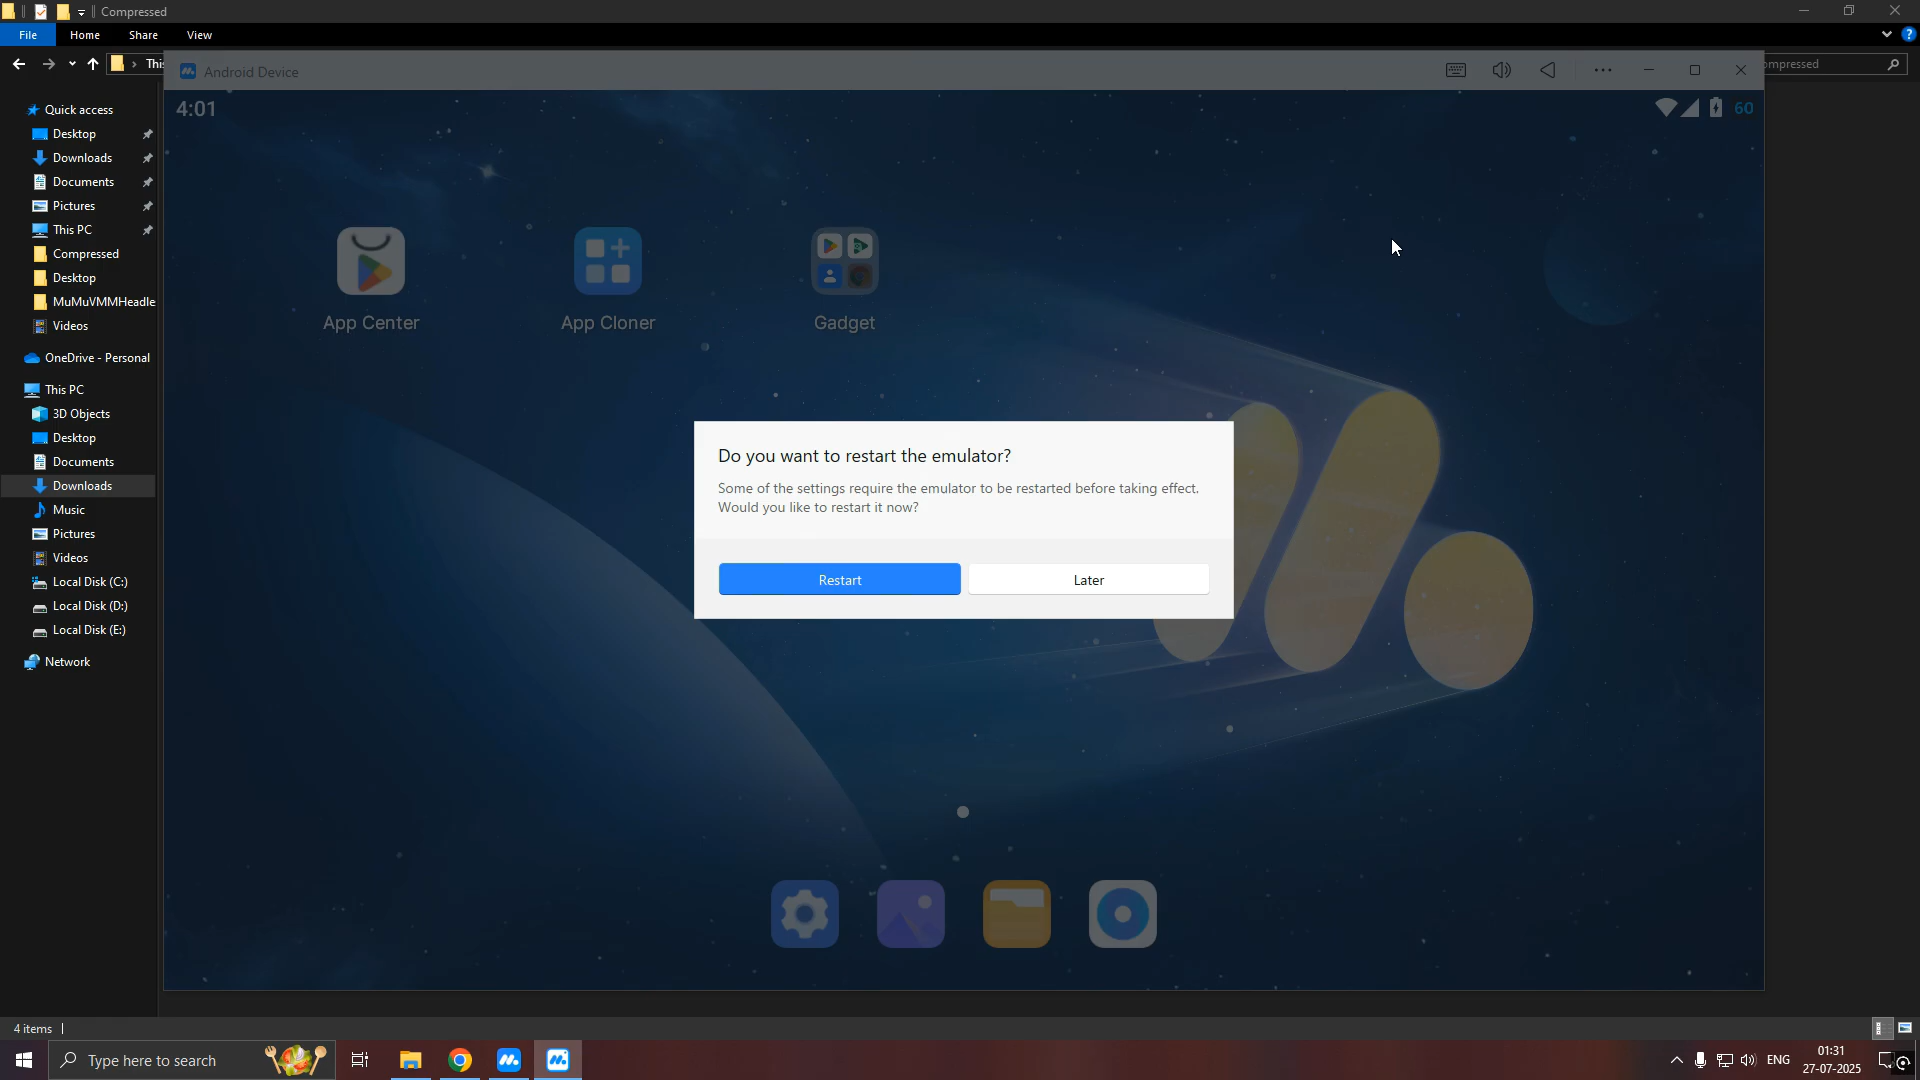 Compressed
File Home Share View
This
ompressed
Android Device
4:01
60
Quick access
Desktop
Downloads
Documents
Pictures
This PC
Compressed
Desktop
MuMuVMMHeadle
Videos
OneDrive - Personal
This PC
3D Objects
Desktop
Documents
Downloads
Music
Pictures
Videos
Local Disk (C:)
Local Disk (D:)
Local Disk (E:)
Network
App Center
App Cloner
Gadget
Do you want to restart the emulator?
Some of the settings require the emulator to be restarted before taking effect.
Would you like to restart it now?
Restart
Later
4 items
Type here to search
ENG
01:31
27-07-2025